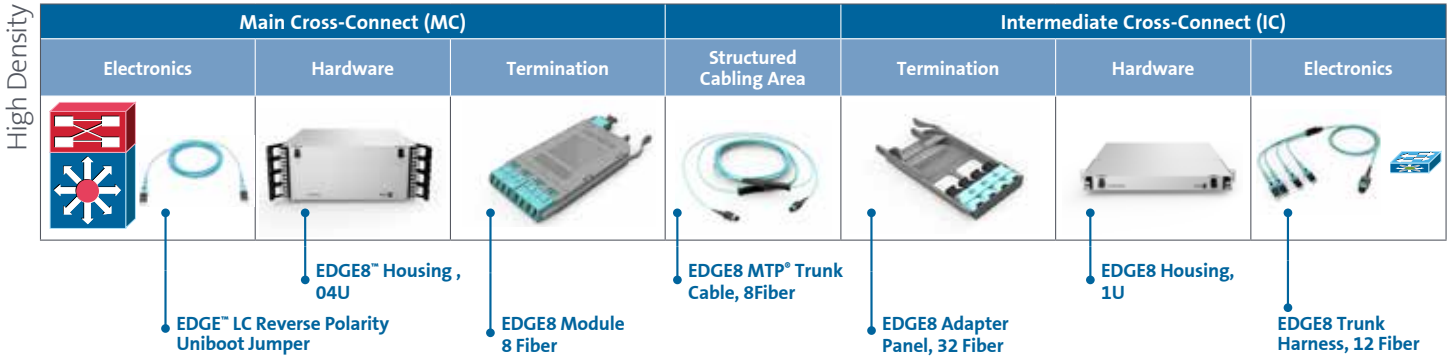 High Density
Main Cross-Connect (MC)
Intermediate Cross-Connect (IC)
Electronics
Hardware
Termination
Structured
Cabling Area
Termination
Hardware
Electronics
EDGE™ LC Reverse Polarity
Uniboot Jumper
EDGE8™ Housing ,
04U
EDGE8 Module
8 Fiber
EDGE8 MTP® Trunk
Cable, 8Fiber
EDGE8 Adapter
Panel, 32 Fiber
EDGE8 Housing,
1U
EDGE8 Trunk
Harness, 12 Fiber